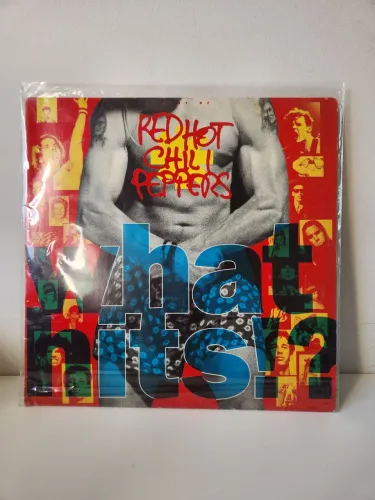 RED HOT
CHILI
PEPPERS
What
hits!?